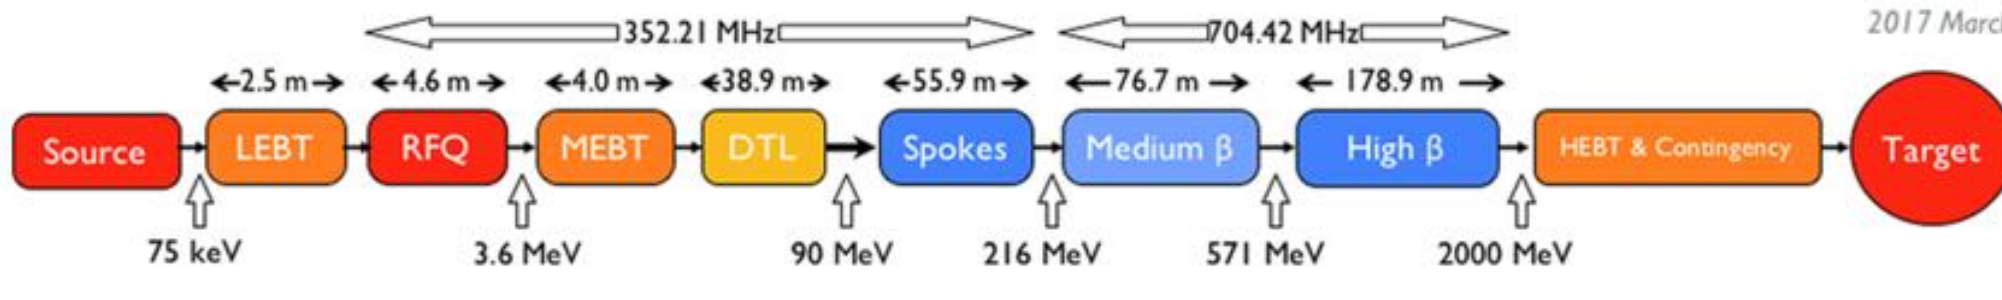 352.21 MHz 704.42 MHz 2017 March
2.5 m 4.6 m 4.0 m 38.9 m 55.9 m 76.7 m 178.9 m
Source LEBT RFQ MEBT DTL Spokes Medium β High β HEBT & Contingency Target
75 keV 3.6 MeV 90 MeV 216 MeV 571 MeV 2000 MeV